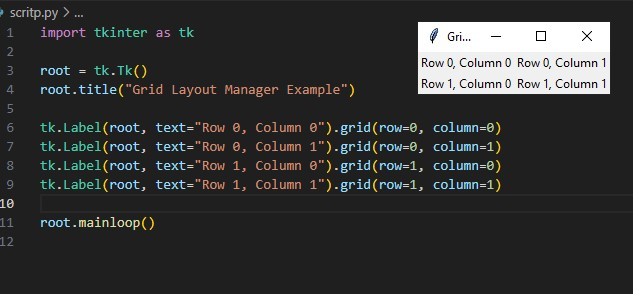 scritp.py > ...
1 import tkinter as tk
2
3 root = tk.Tk()
4 root.title("Grid Layout Manager Example")
5
6 tk.Label(root, text="Row 0, Column 0").grid(row=0, column=0)
7 tk.Label(root, text="Row 0, Column 1").grid(row=0, column=1)
8 tk.Label(root, text="Row 1, Column 0").grid(row=1, column=0)
9 tk.Label(root, text="Row 1, Column 1").grid(row=1, column=1)
10
11 root.mainloop()
12
Gri...
Row 0, Column 0 Row 0, Column 1
Row 1, Column 0 Row 1, Column 1